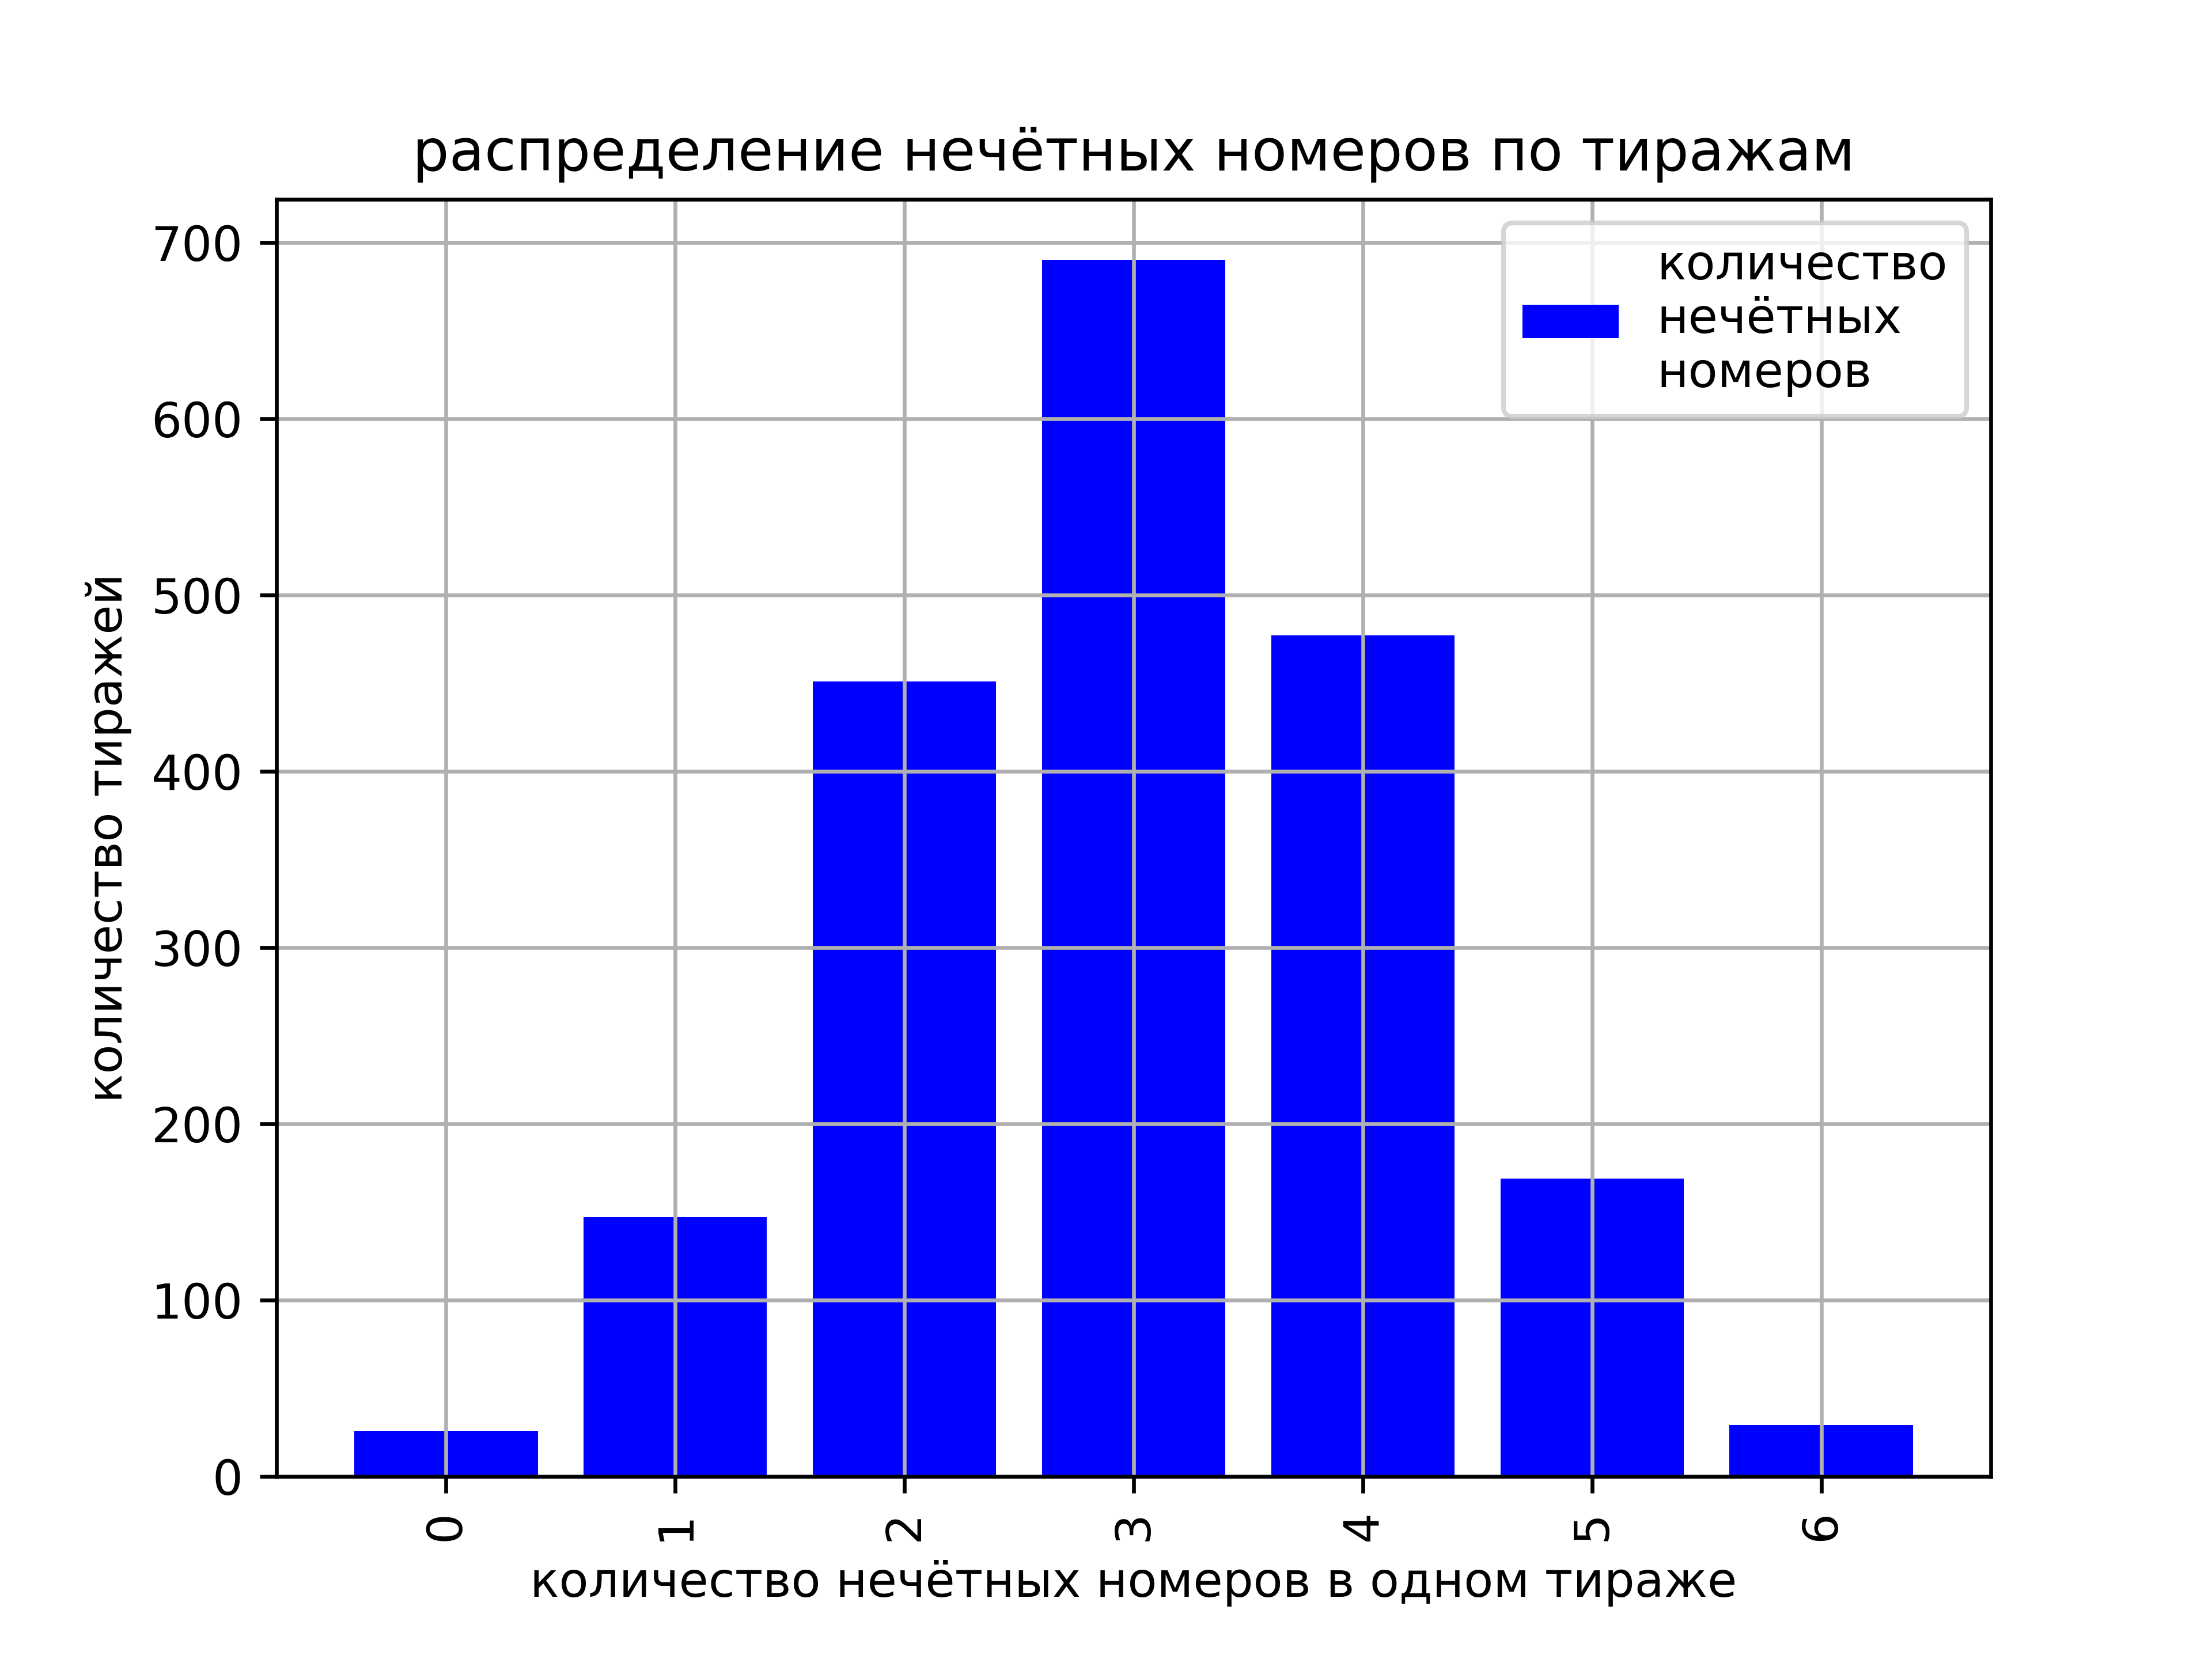 распределение нечётных номеров по тиражам
количество
нечётных
номеров
700
600
500
400
300
200
100
0
количество тиражей
0 1 2 3 4 5 6
количество нечётных номеров в одном тираже